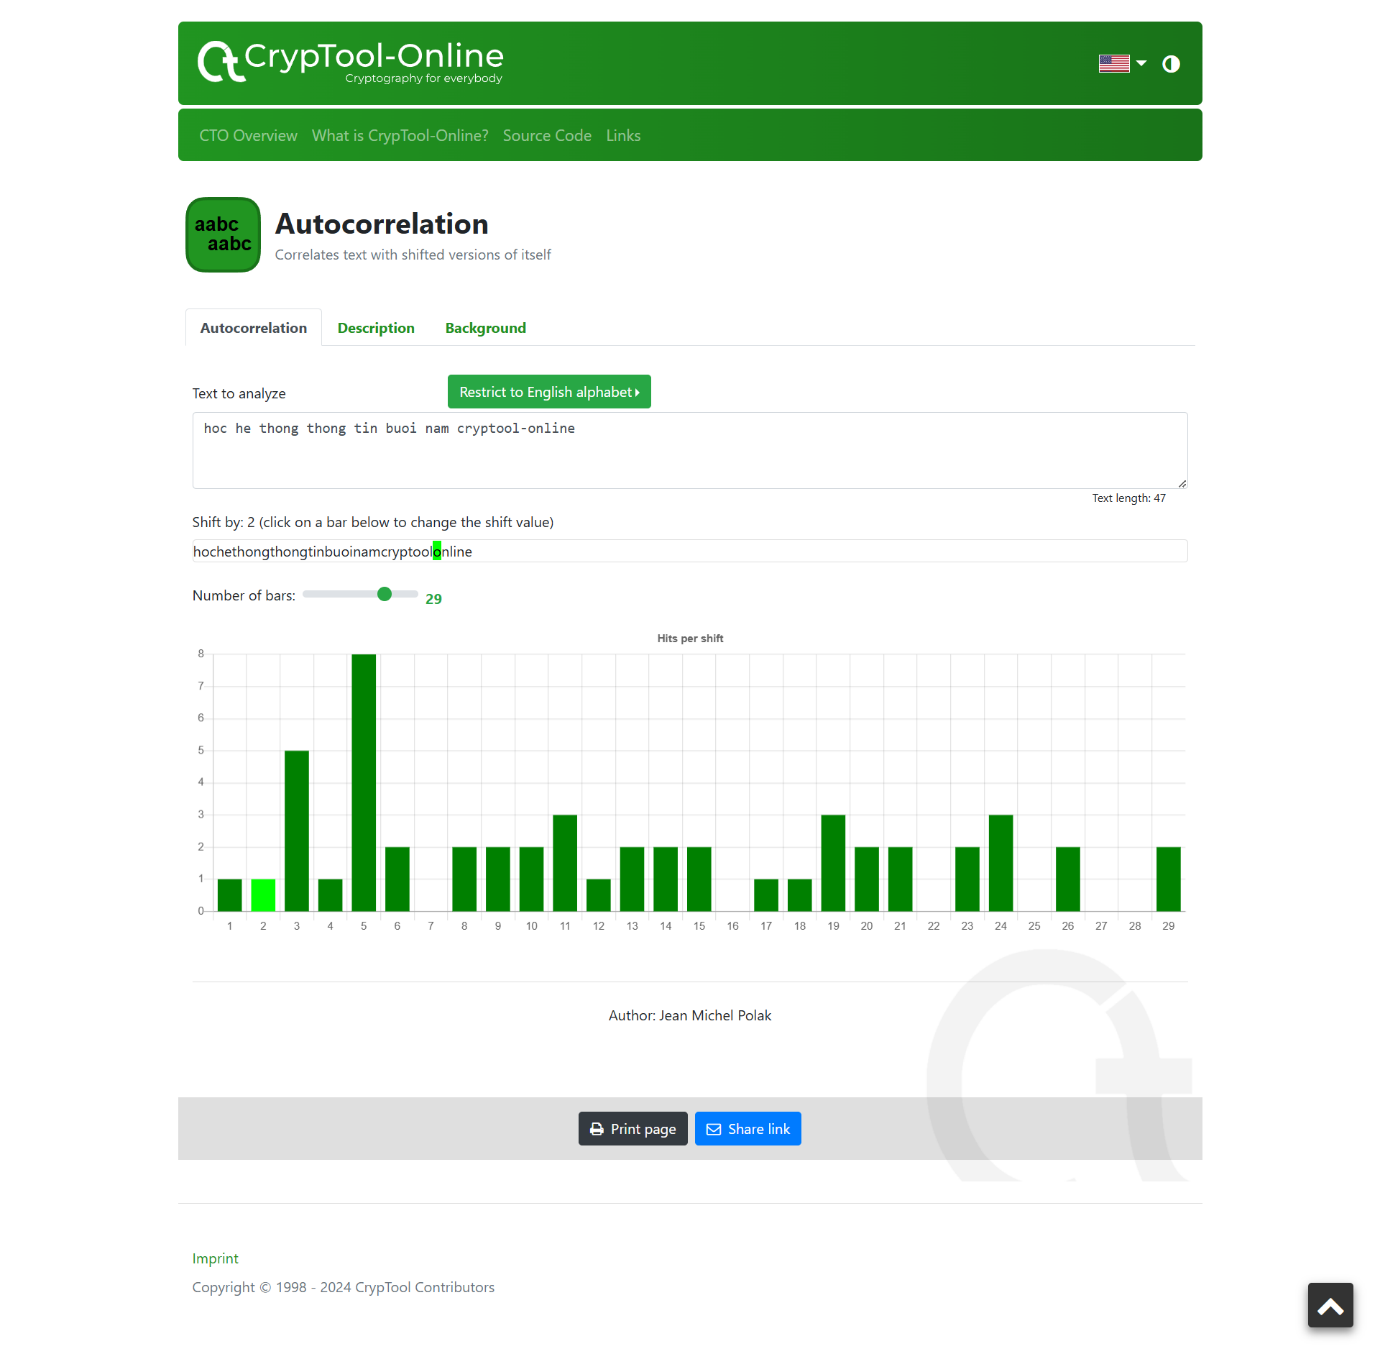 CrypTool-Online
Cryptography for everybody
CTO Overview What is CrypTool-Online? Source Code Links
aabc
aabc
Autocorrelation
Correlates text with shifted versions of itself
Autocorrelation Description Background
Text to analyze Restrict to English alphabet
hoc he thong thong tin buoi nam cryptool-online
Text length: 47
Shift by: 2 (click on a bar below to change the shift value)
hochethongthongtinbuoinamcryptoolonline
Number of bars: 29
Hits per shift
8
7
6
5
4
3
2
1
0
1 2 3 4 5 6 7 8 9 10 11 12 13 14 15 16 17 18 19 20 21 22 23 24 25 26 27 28 29
Author: Jean Michel Polak
Print page Share link
Imprint
Copyright © 1998 - 2024 CrypTool Contributors